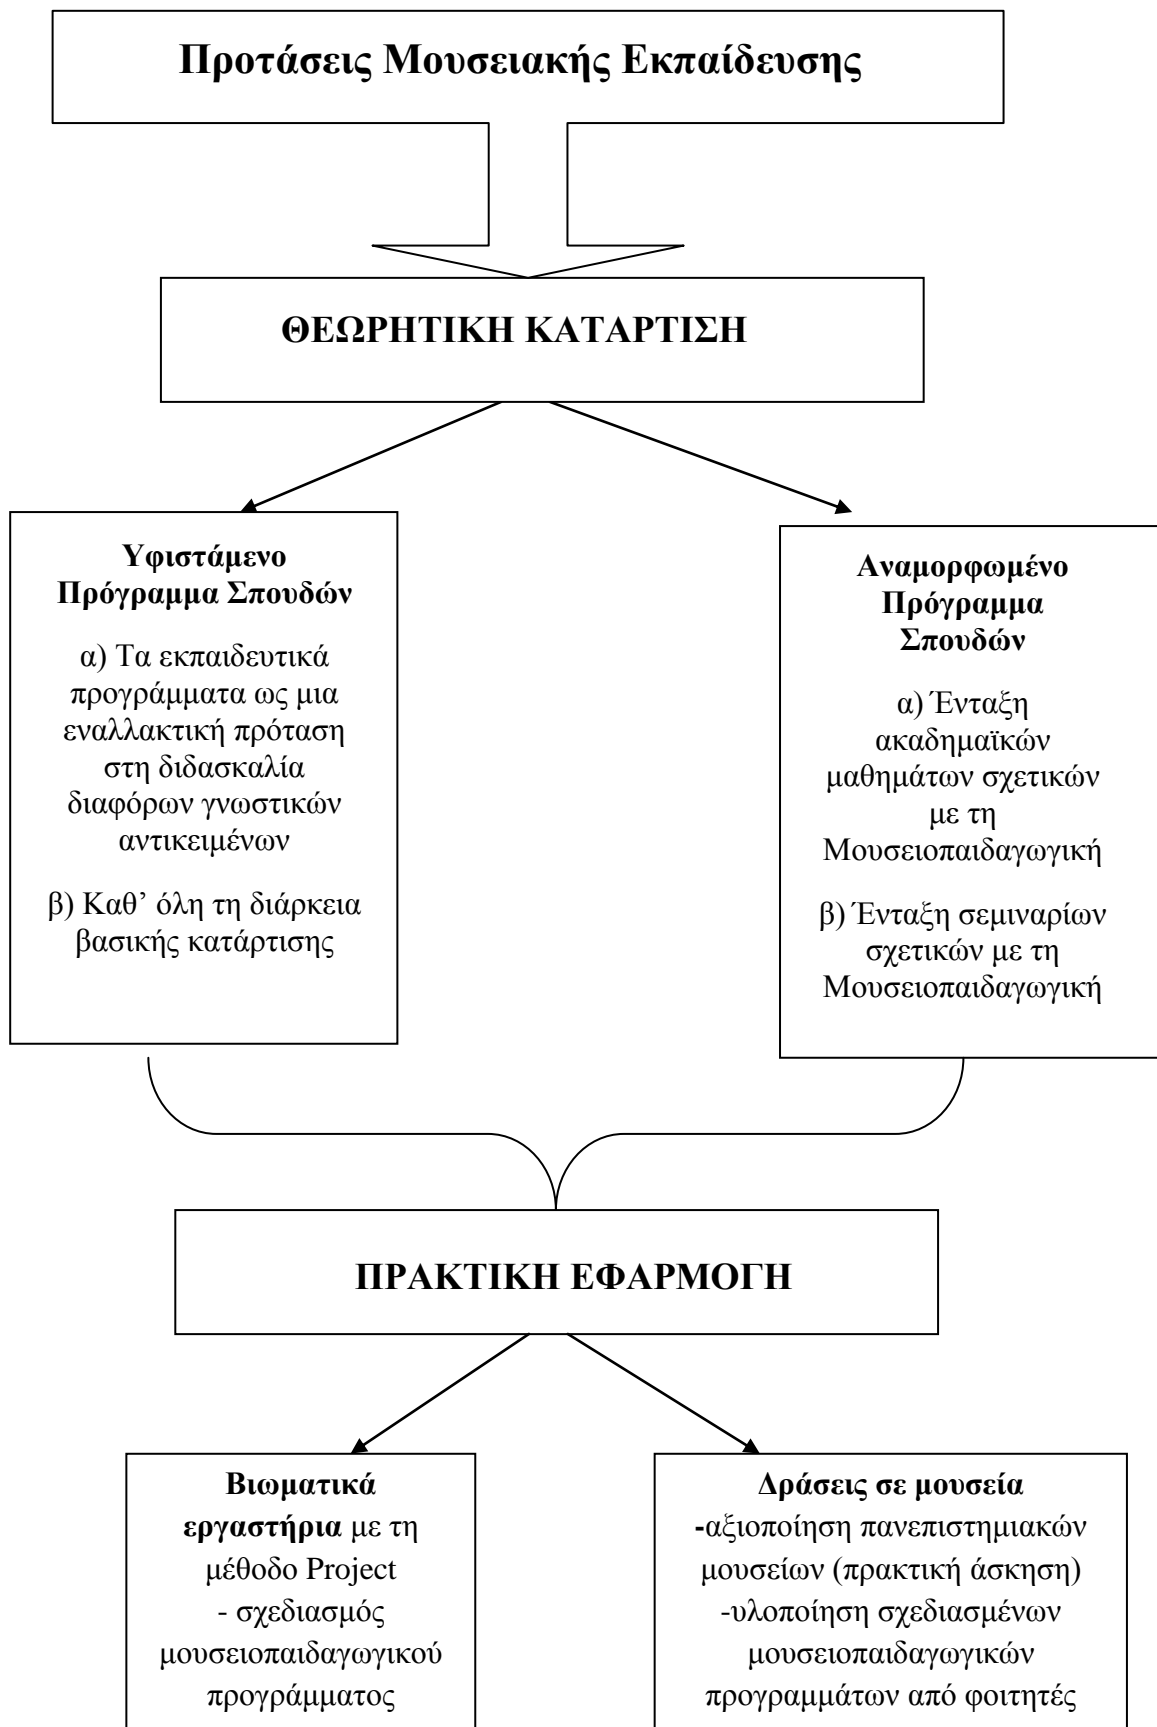 Προτάσεις Μουσειακής Εκπαίδευσης
ΘΕΩΡΗΤΙΚΗ ΚΑΤΑΡΤΙΣΗ
Υφιστάμενο
Πρόγραμμα Σπουδών
α) Τα εκπαιδευτικά
προγράμματα ως μια
εναλλακτική πρόταση
στη διδασκαλία
διαφόρων γνωστικών
αντικειμένων
β) Καθ’ όλη τη διάρκεια
βασικής κατάρτισης
Αναμορφωμένο
Πρόγραμμα
Σπουδών
α) Ένταξη
ακαδημαϊκών
μαθημάτων σχετικών
με τη
Μουσειοπαιδαγωγική
β) Ένταξη σεμιναρίων
σχετικών με τη
Μουσειοπαιδαγωγική
ΠΡΑΚΤΙΚΗ ΕΦΑΡΜΟΓΗ
Βιωματικά
εργαστήρια με τη
μέθοδο Project
- σχεδιασμός
μουσειοπαιδαγωγικού
προγράμματος
Δράσεις σε μουσεία
-αξιοποίηση πανεπιστημιακών
μουσείων (πρακτική άσκηση)
-υλοποίηση σχεδιασμένων
μουσειοπαιδαγωγικών
προγραμμάτων από φοιτητές